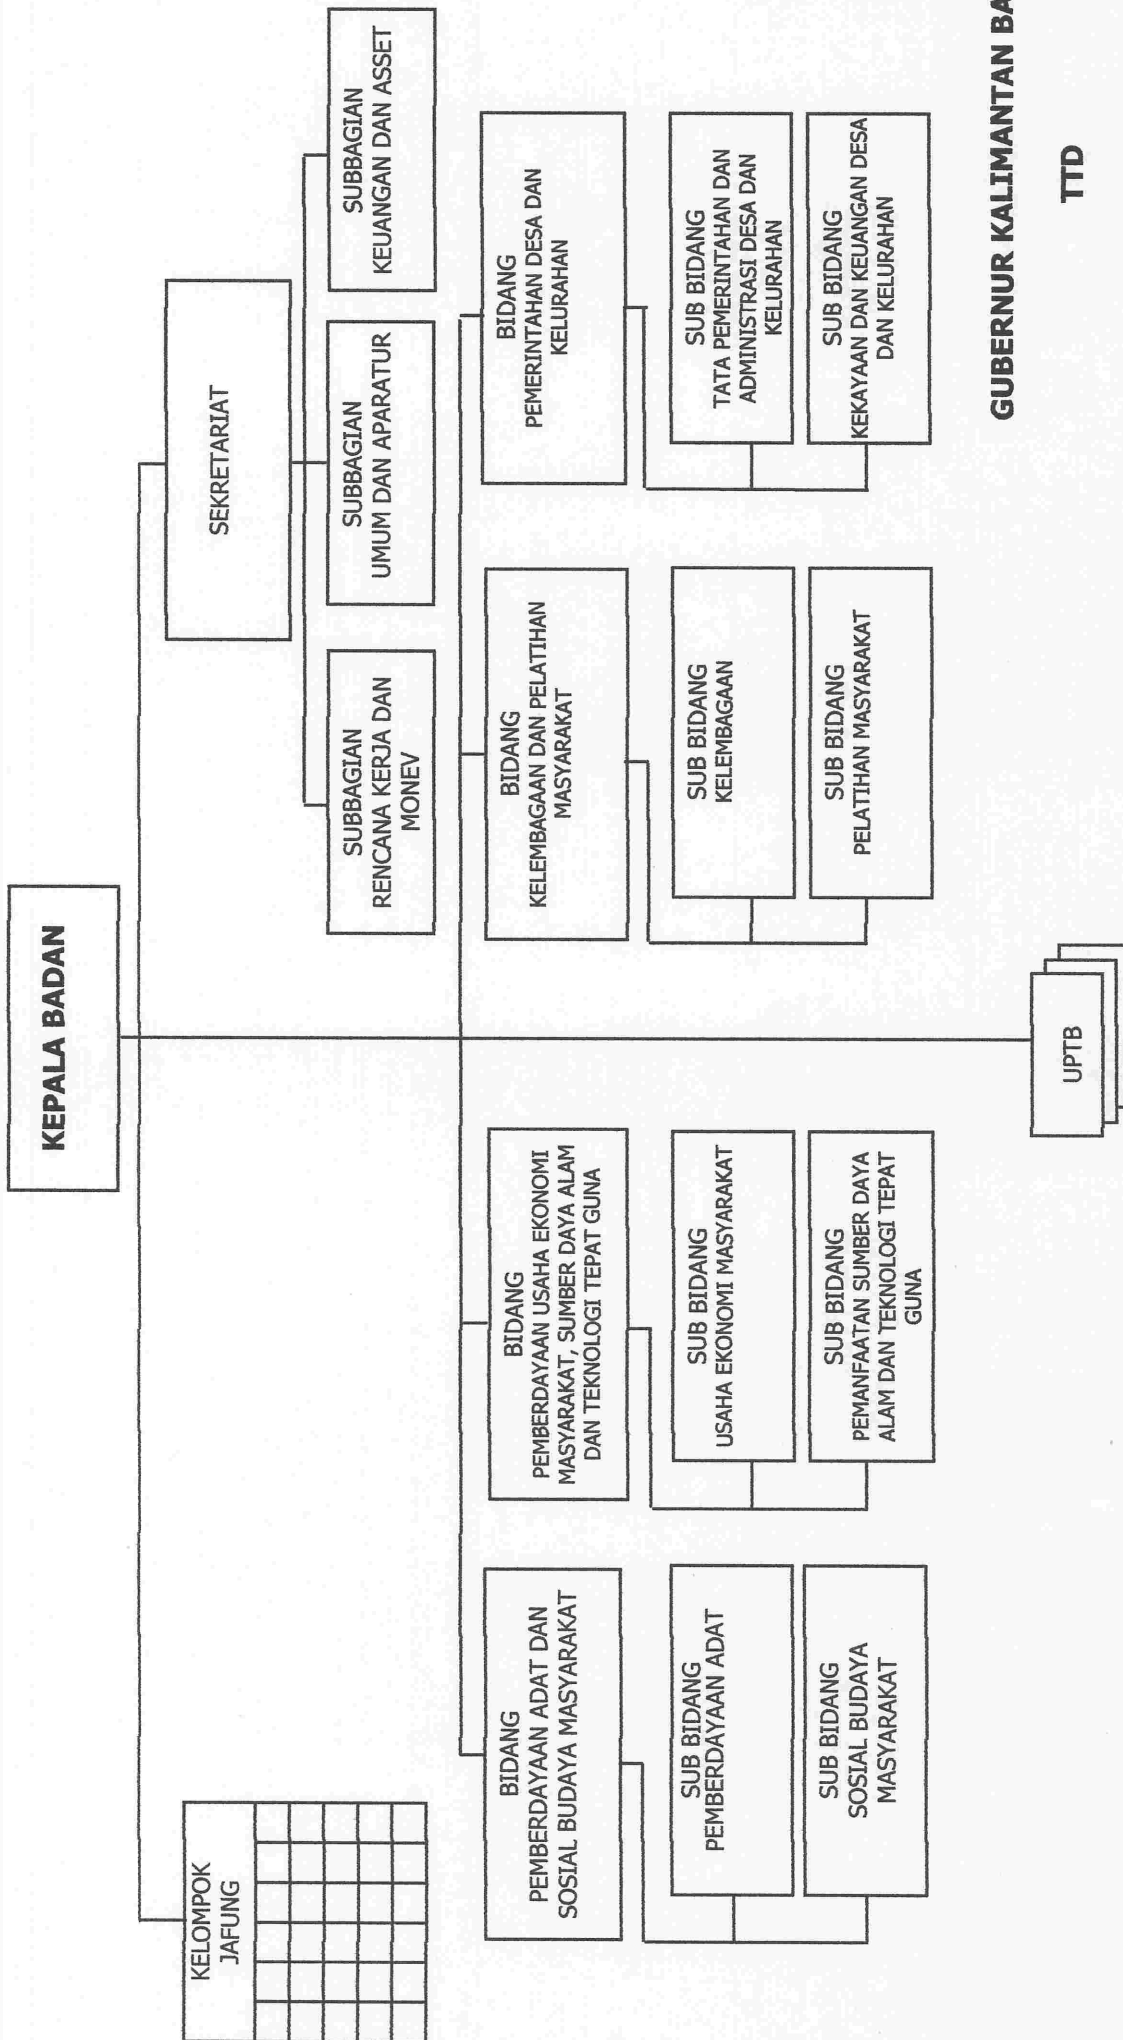 KEPALA BADAN
KELOMPOK
JAFUNG
SEKRETARIAT
SUBBAGIAN
RENCANA KERJA DAN
MONEV
SUBBAGIAN
UMUM DAN APARATUR
SUBBAGIAN
KEUANGAN DAN ASSET
BIDANG
PEMBERDAYAAN ADAT DAN
SOSIAL BUDAYA MASYARAKAT
BIDANG
PEMBERDAYAAN USAHA EKONOMI
MASYARAKAT, SUMBER DAYA ALAM
DAN TEKNOLOGI TEPAT GUNA
BIDANG
KELEMBAGAAN DAN PELATIHAN
MASYARAKAT
BIDANG
PEMERINTAHAN DESA DAN
KELURAHAN
SUB BIDANG
PEMBERDAYAAN ADAT
SUB BIDANG
USAHA EKONOMI MASYARAKAT
SUB BIDANG
KELEMBAGAAN
SUB BIDANG
TATA PEMERINTAHAN DAN
ADMINISTRASI DESA DAN
KELURAHAN
SUB BIDANG
SOSIAL BUDAYA
MASYARAKAT
SUB BIDANG
PEMANFAATAN SUMBER DAYA
ALAM DAN TEKNOLOGI TEPAT
GUNA
SUB BIDANG
PELATIHAN MASYARAKAT
SUB BIDANG
KEKAYAAN DAN KEUANGAN DESA
DAN KELURAHAN
UPTB
GUBERNUR KALIMANTAN BA
TTD